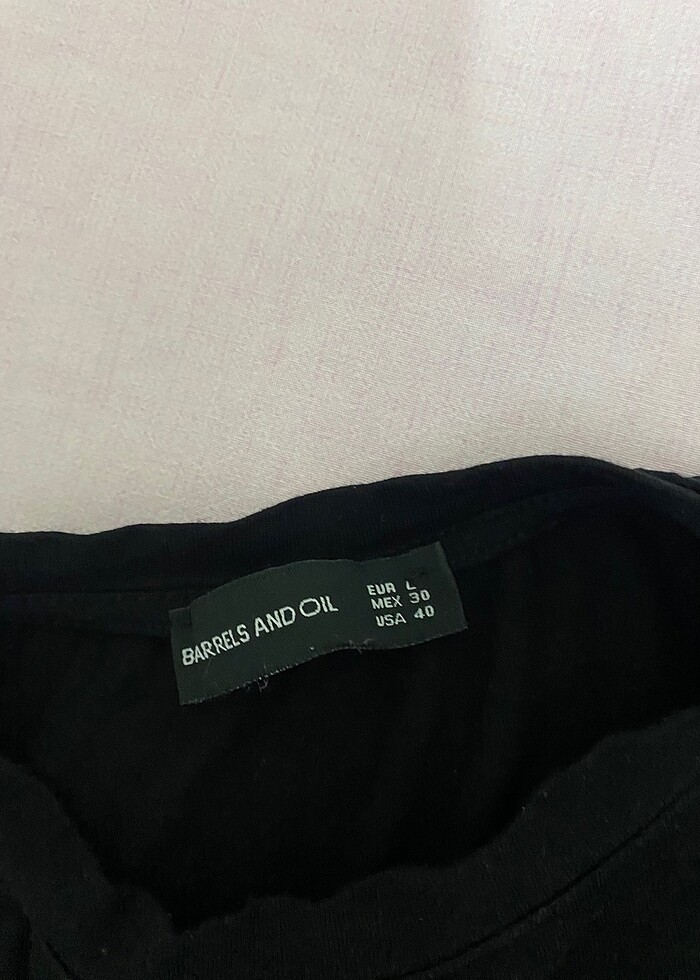 BARRELS AND OIL
EUR L
MEX 30
USA 40